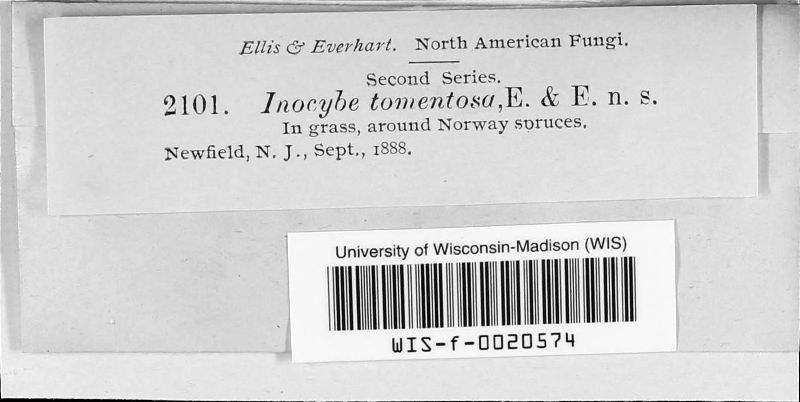 Ellis & Everhart. North American Fungi.
Second Series.
2101. Inocybe tomentosa, E. & E. n. s.
In grass, around Norway spruces.
Newfield, N. J., Sept., 1888.
University of Wisconsin-Madison (WIS)
WIS-f-0020574